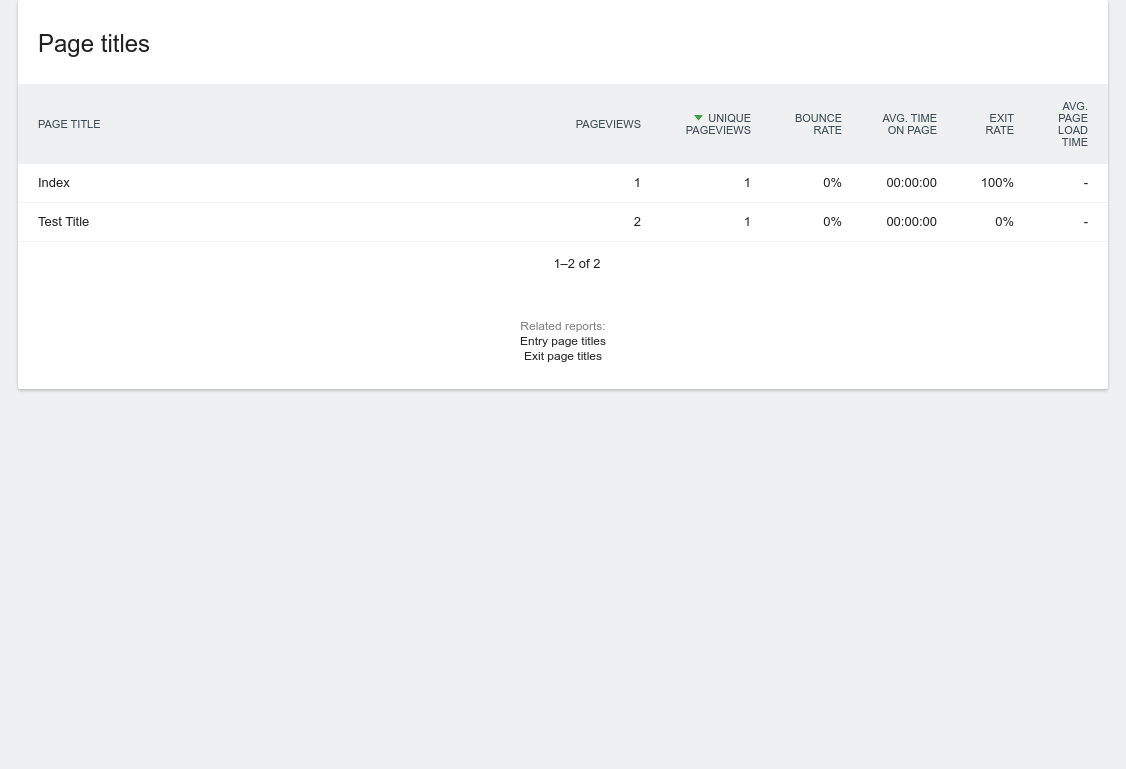 Page titles
PAGE TITLE PAGEVIEWS UNIQUE PAGEVIEWS BOUNCE RATE AVG. TIME ON PAGE EXIT RATE AVG. PAGE LOAD TIME
Index 1 1 0% 00:00:00 100% -
Test Title 2 1 0% 00:00:00 0% -
1–2 of 2
Related reports:
Entry page titles
Exit page titles